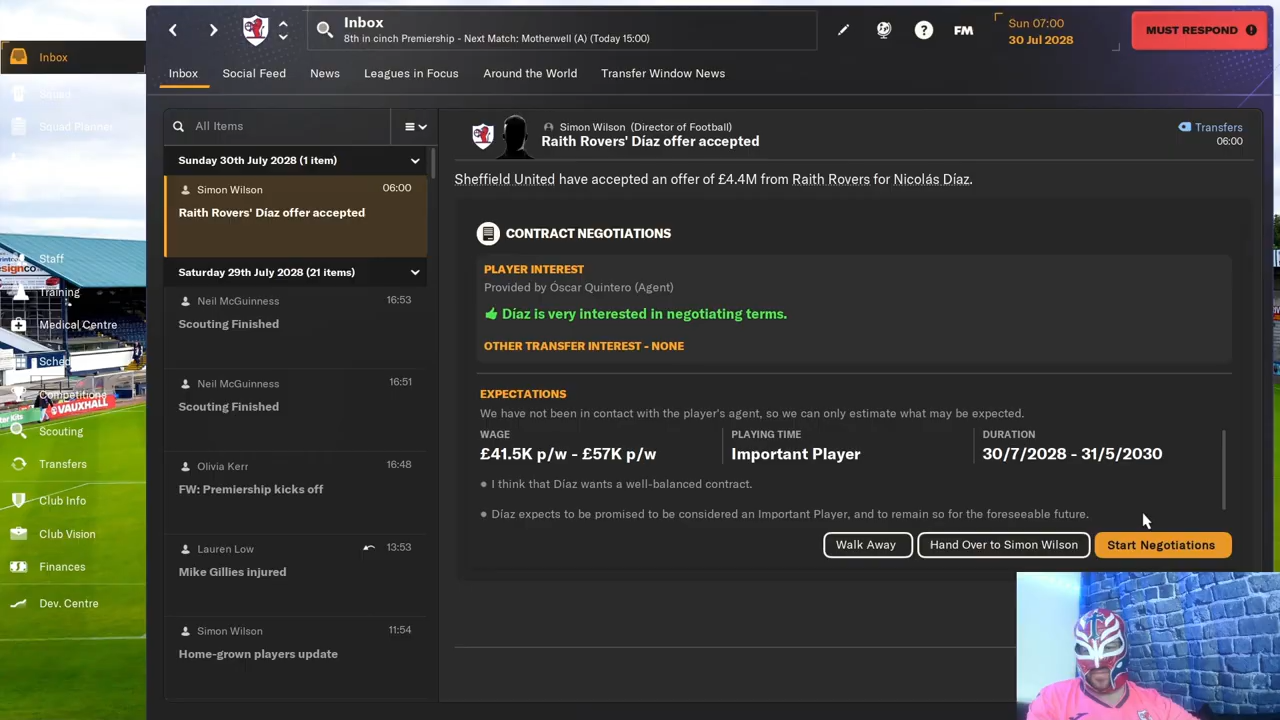 Inbox
8th in cinch Premiership - Next Match: Motherwell (A) (Today 15:00)
FM
Sun 07:00
30 Jul 2028
MUST RESPOND
Inbox
Social Feed
News
Leagues in Focus
Around the World
Transfer Window News
Inbox
Squad
Squad Planner
Staff
Training
Medical Centre
Sched
Competitions
VAUXHALL
Scouting
Transfers
Club Info
Club Vision
Finances
Dev. Centre
All Items
Sunday 30th July 2028 (1 item)
Simon Wilson 06:00
Raith Rovers' Díaz offer accepted
Saturday 29th July 2028 (21 items)
Neil McGuinness 16:53
Scouting Finished
Neil McGuinness 16:51
Scouting Finished
Olivia Kerr 16:48
FW: Premiership kicks off
Lauren Low 13:53
Mike Gillies injured
Simon Wilson 11:54
Home-grown players update
Simon Wilson (Director of Football)
Raith Rovers' Díaz offer accepted
Transfers
06:00
Sheffield United have accepted an offer of £4.4M from Raith Rovers for Nicolás Díaz.
CONTRACT NEGOTIATIONS
PLAYER INTEREST
Provided by Óscar Quintero (Agent)
Díaz is very interested in negotiating terms.
OTHER TRANSFER INTEREST - NONE
EXPECTATIONS
We have not been in contact with the player's agent, so we can only estimate what may be expected.
WAGE
£41.5K p/w - £57K p/w
PLAYING TIME
Important Player
DURATION
30/7/2028 - 31/5/2030
I think that Díaz wants a well-balanced contract.
Díaz expects to be promised to be considered an Important Player, and to remain so for the foreseeable future.
Walk Away
Hand Over to Simon Wilson
Start Negotiations